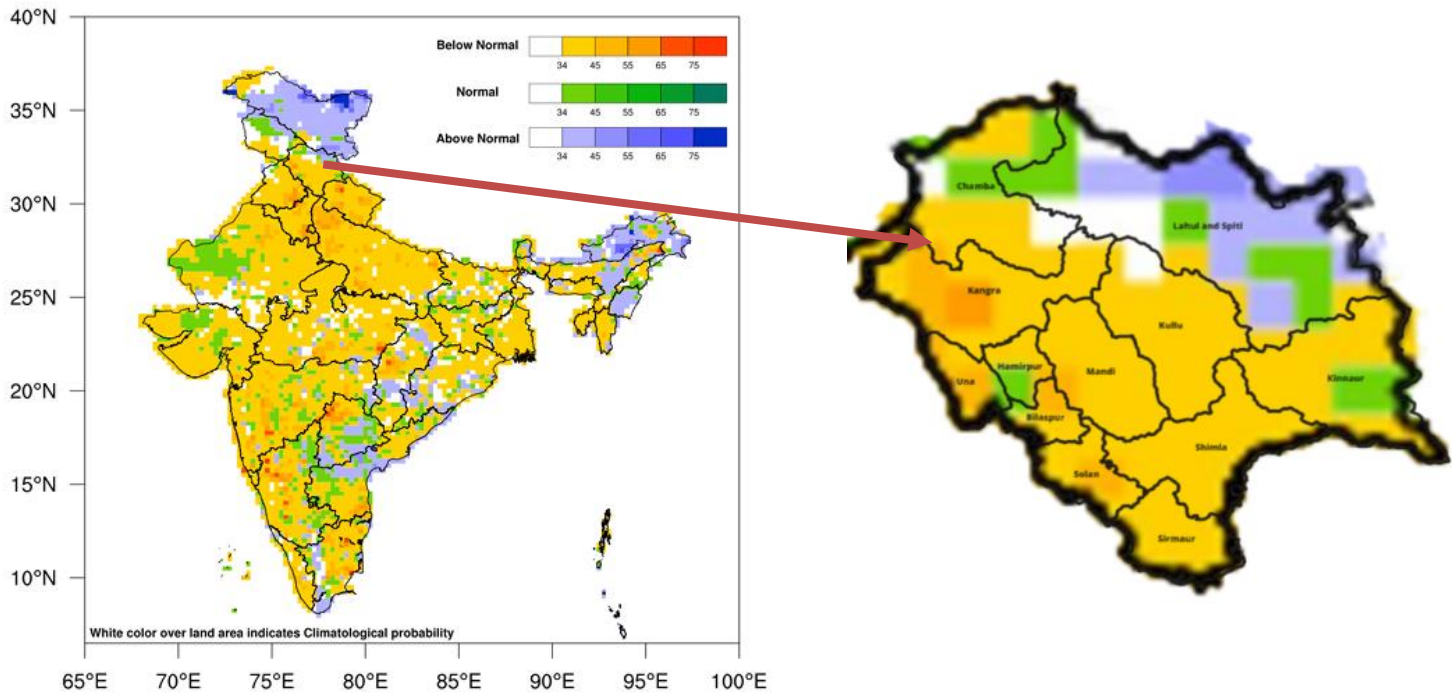 40°N
35°N
30°N
25°N
20°N
15°N
10°N
Below Normal
34 45 55 65 75
Normal
34 45 55 65 75
Above Normal
34 45 55 65 75
White color over land area indicates Climatological probability
65°E 70°E 75°E 80°E 85°E 90°E 95°E 100°E
Chamba
Lahul and Spiti
Kangra
Kullu
Hamirpur
Mandi
Una
Kinnaur
Bilaspur
Shimla
Solan
Sirmaur